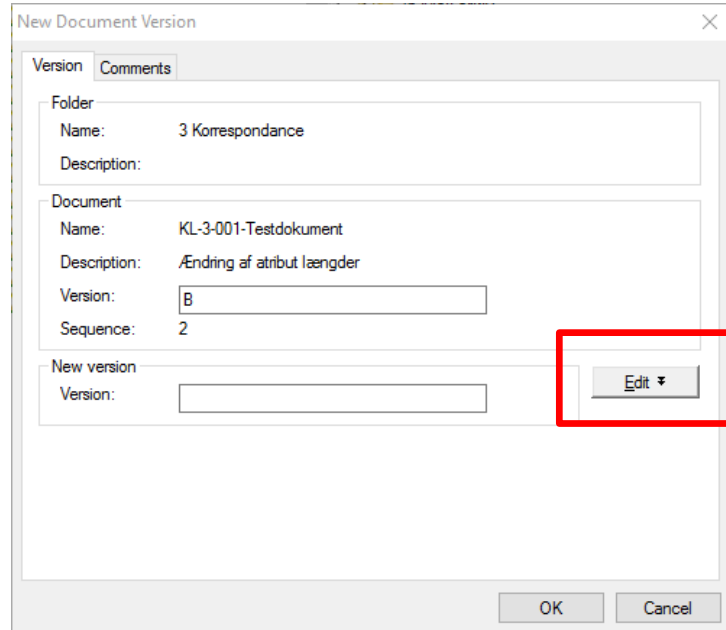 New Document Version
Version Comments
Folder
Name: 3 Korrespondance
Description:
Document
Name: KL-3-001-Testdokument
Description: Ændring af atribut længder
Version: B
Sequence: 2
New version
Version:
Edit
OK Cancel